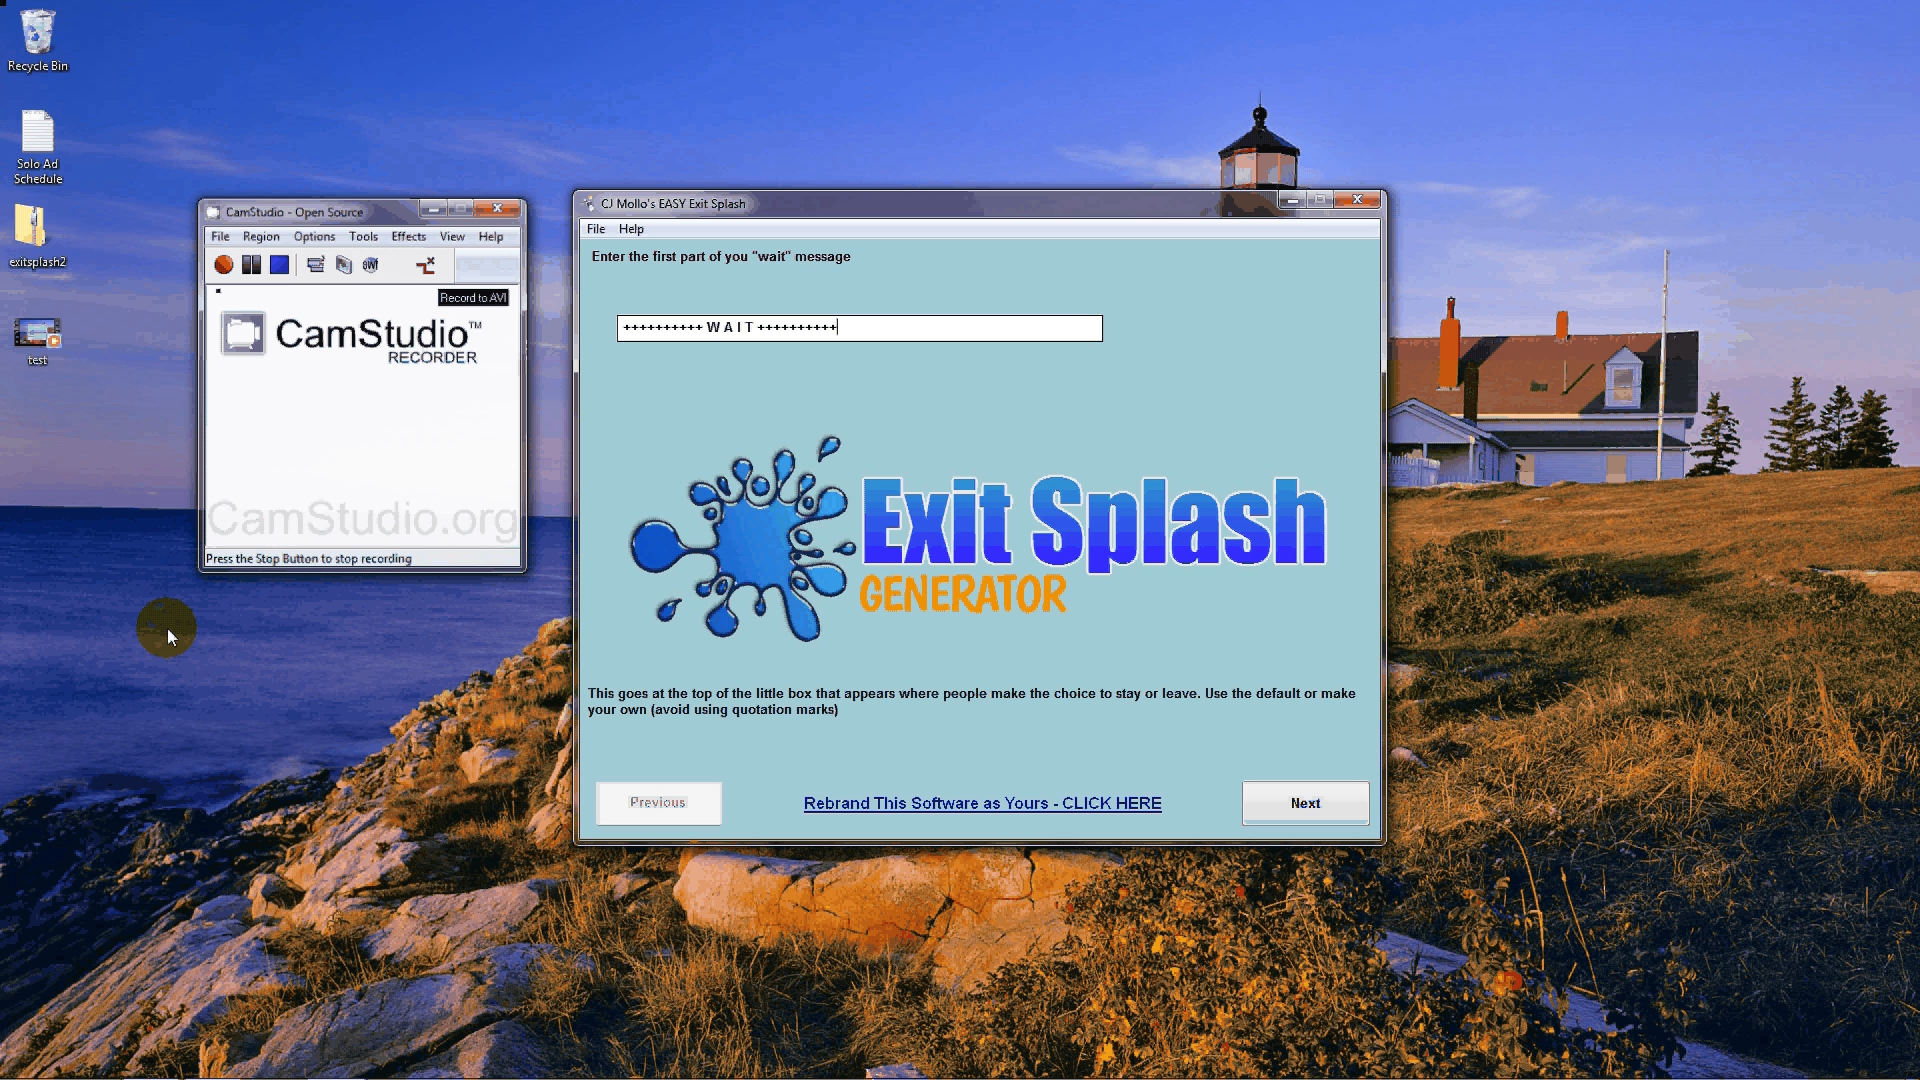 Recycle Bin
Solo Ad
Schedule
exitsplash2
test
CamStudio - Open Source
File Region Options Tools Effects View Help
Record to AVI
CamStudio™
RECORDER
CamStudio.org
Press the Stop Button to stop recording
CJ Mollo's EASY Exit Splash
File Help
Enter the first part of you "wait" message
++++++++++ W A I T ++++++++++
Exit Splash
GENERATOR
This goes at the top of the little box that appears where people make the choice to stay or leave. Use the default or make
your own (avoid using quotation marks)
Previous
Rebrand This Software as Yours - CLICK HERE
Next